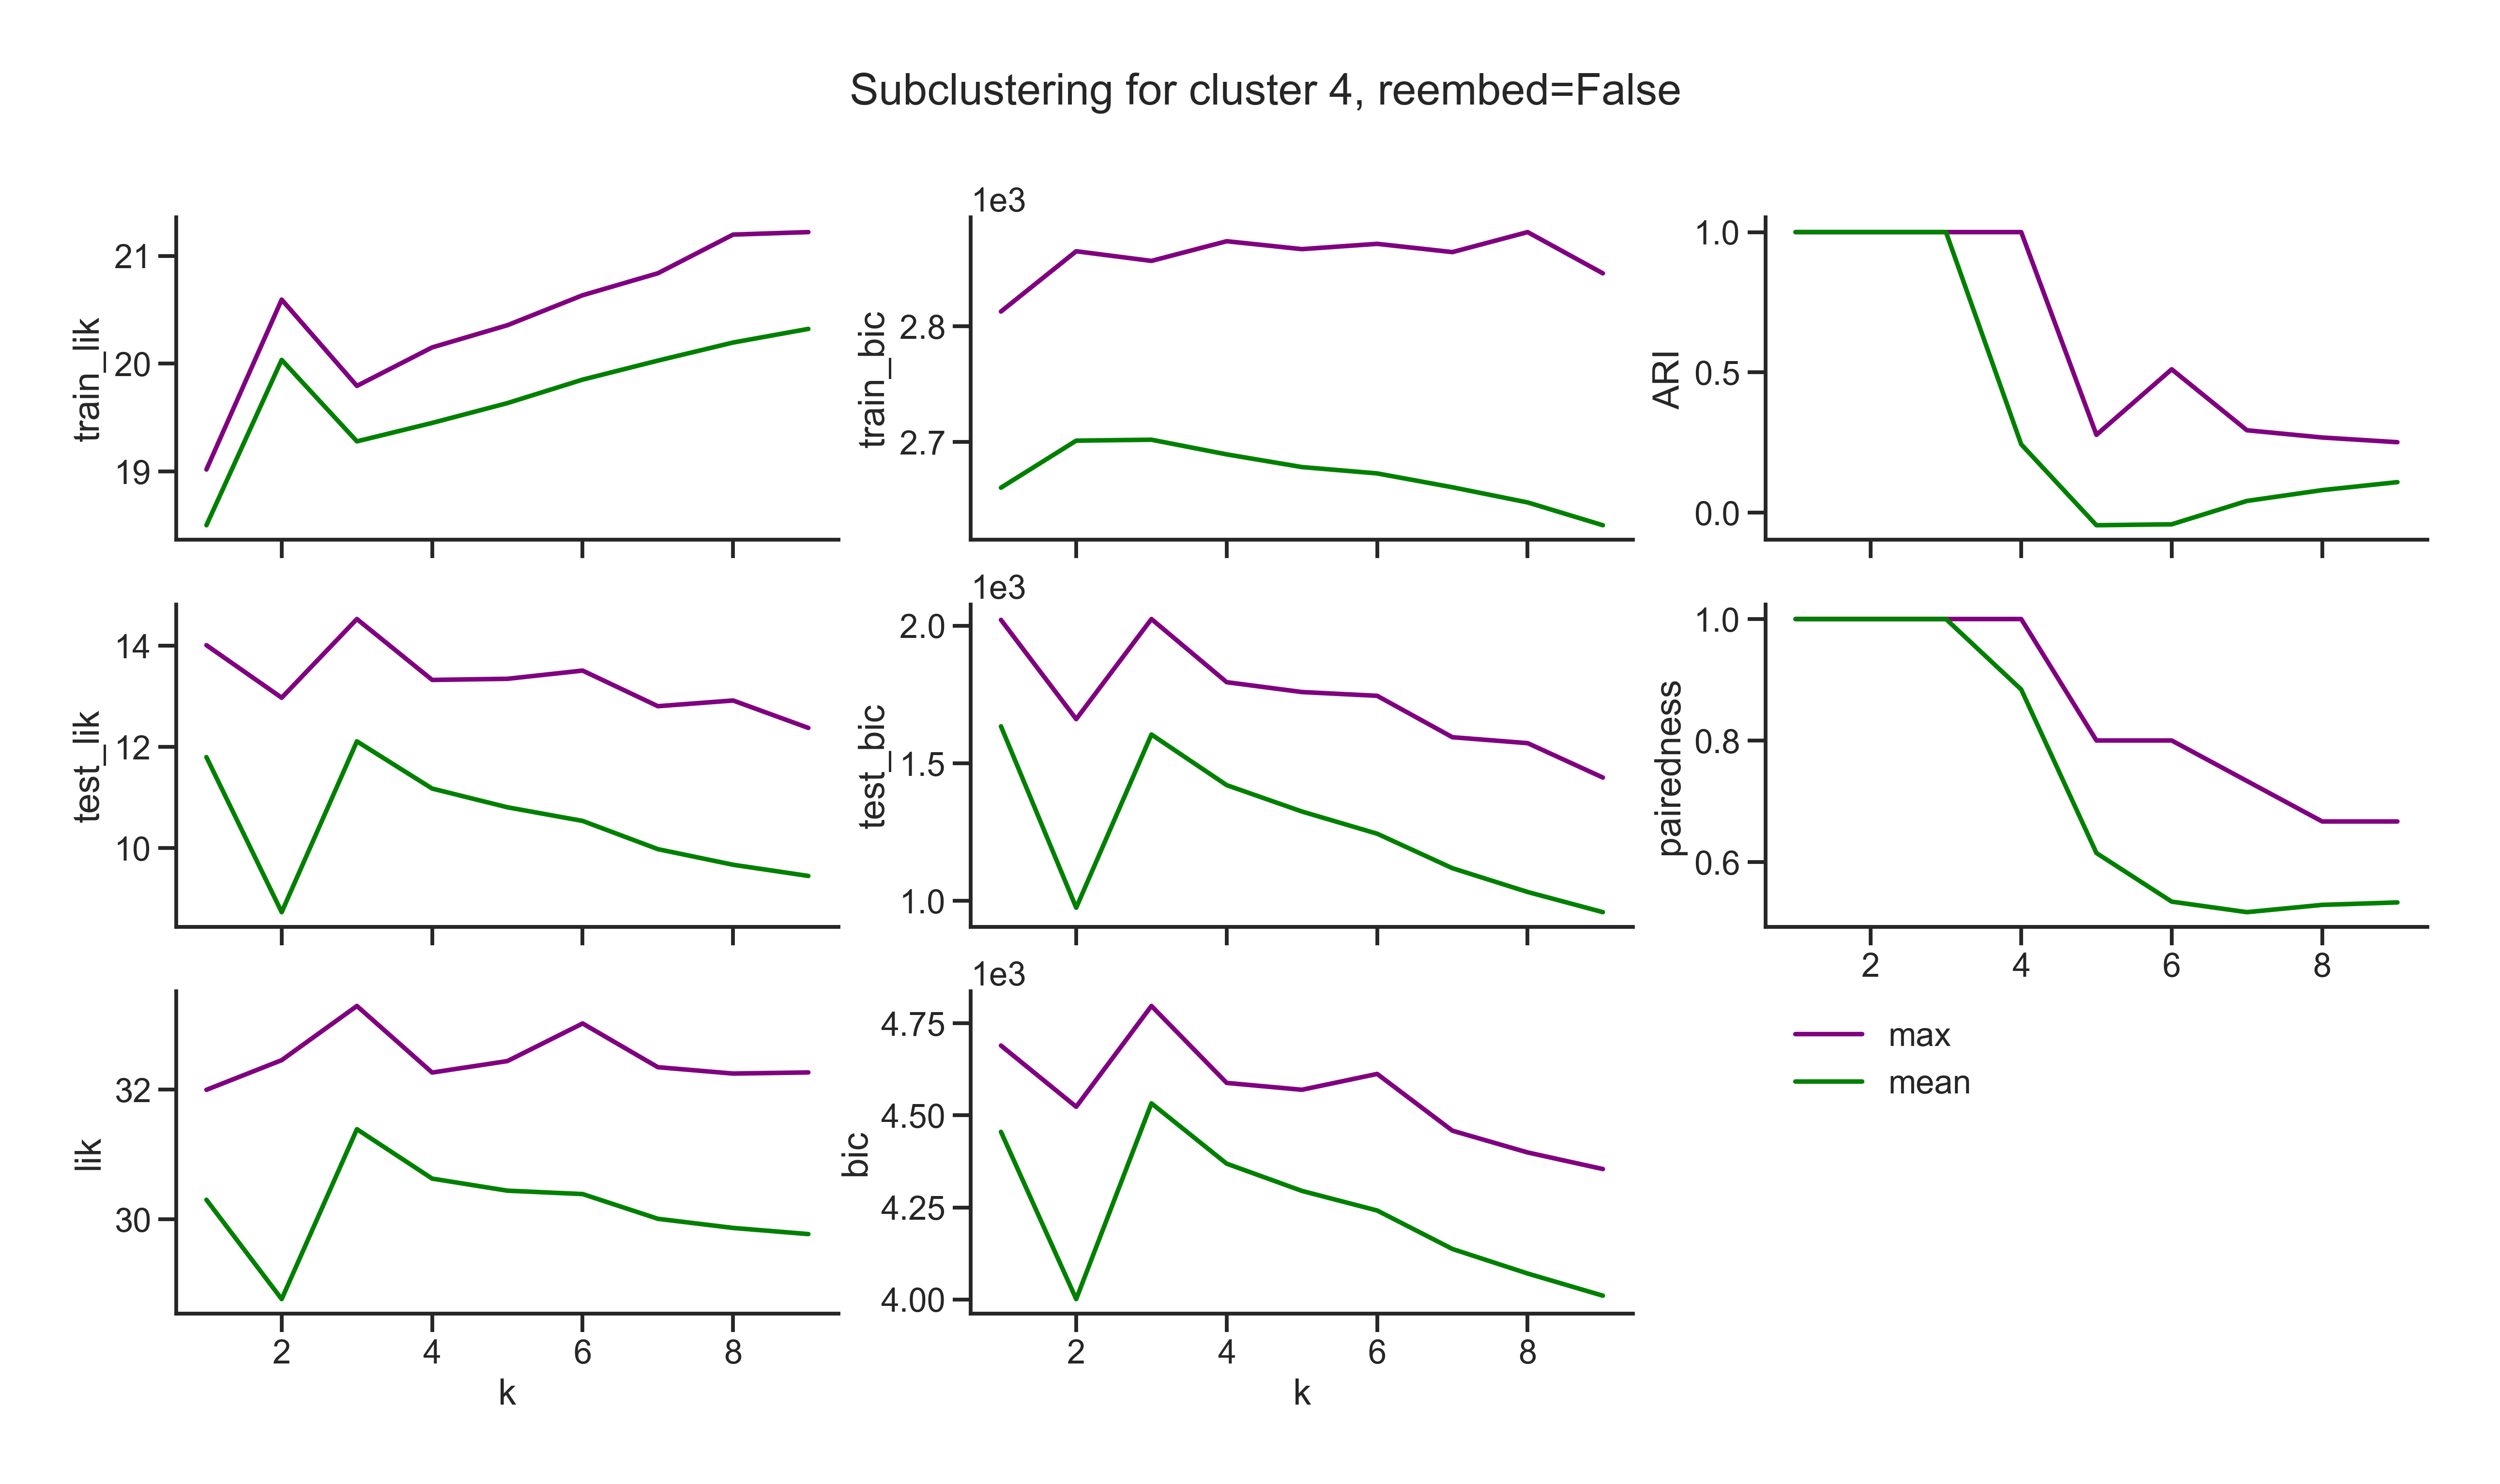 Subclustering for cluster 4, reembed=False
train_lik
21
20
19
1e3
train_bic
2.8
2.7
ARI
1.0
0.5
0.0
test_lik
14
12
10
1e3
test_bic
2.0
1.5
1.0
pairedness
1.0
0.8
0.6
2 4 6 8
lik
32
30
2 4 6 8
k
1e3
bic
4.75
4.50
4.25
4.00
2 4 6 8
k
max
mean